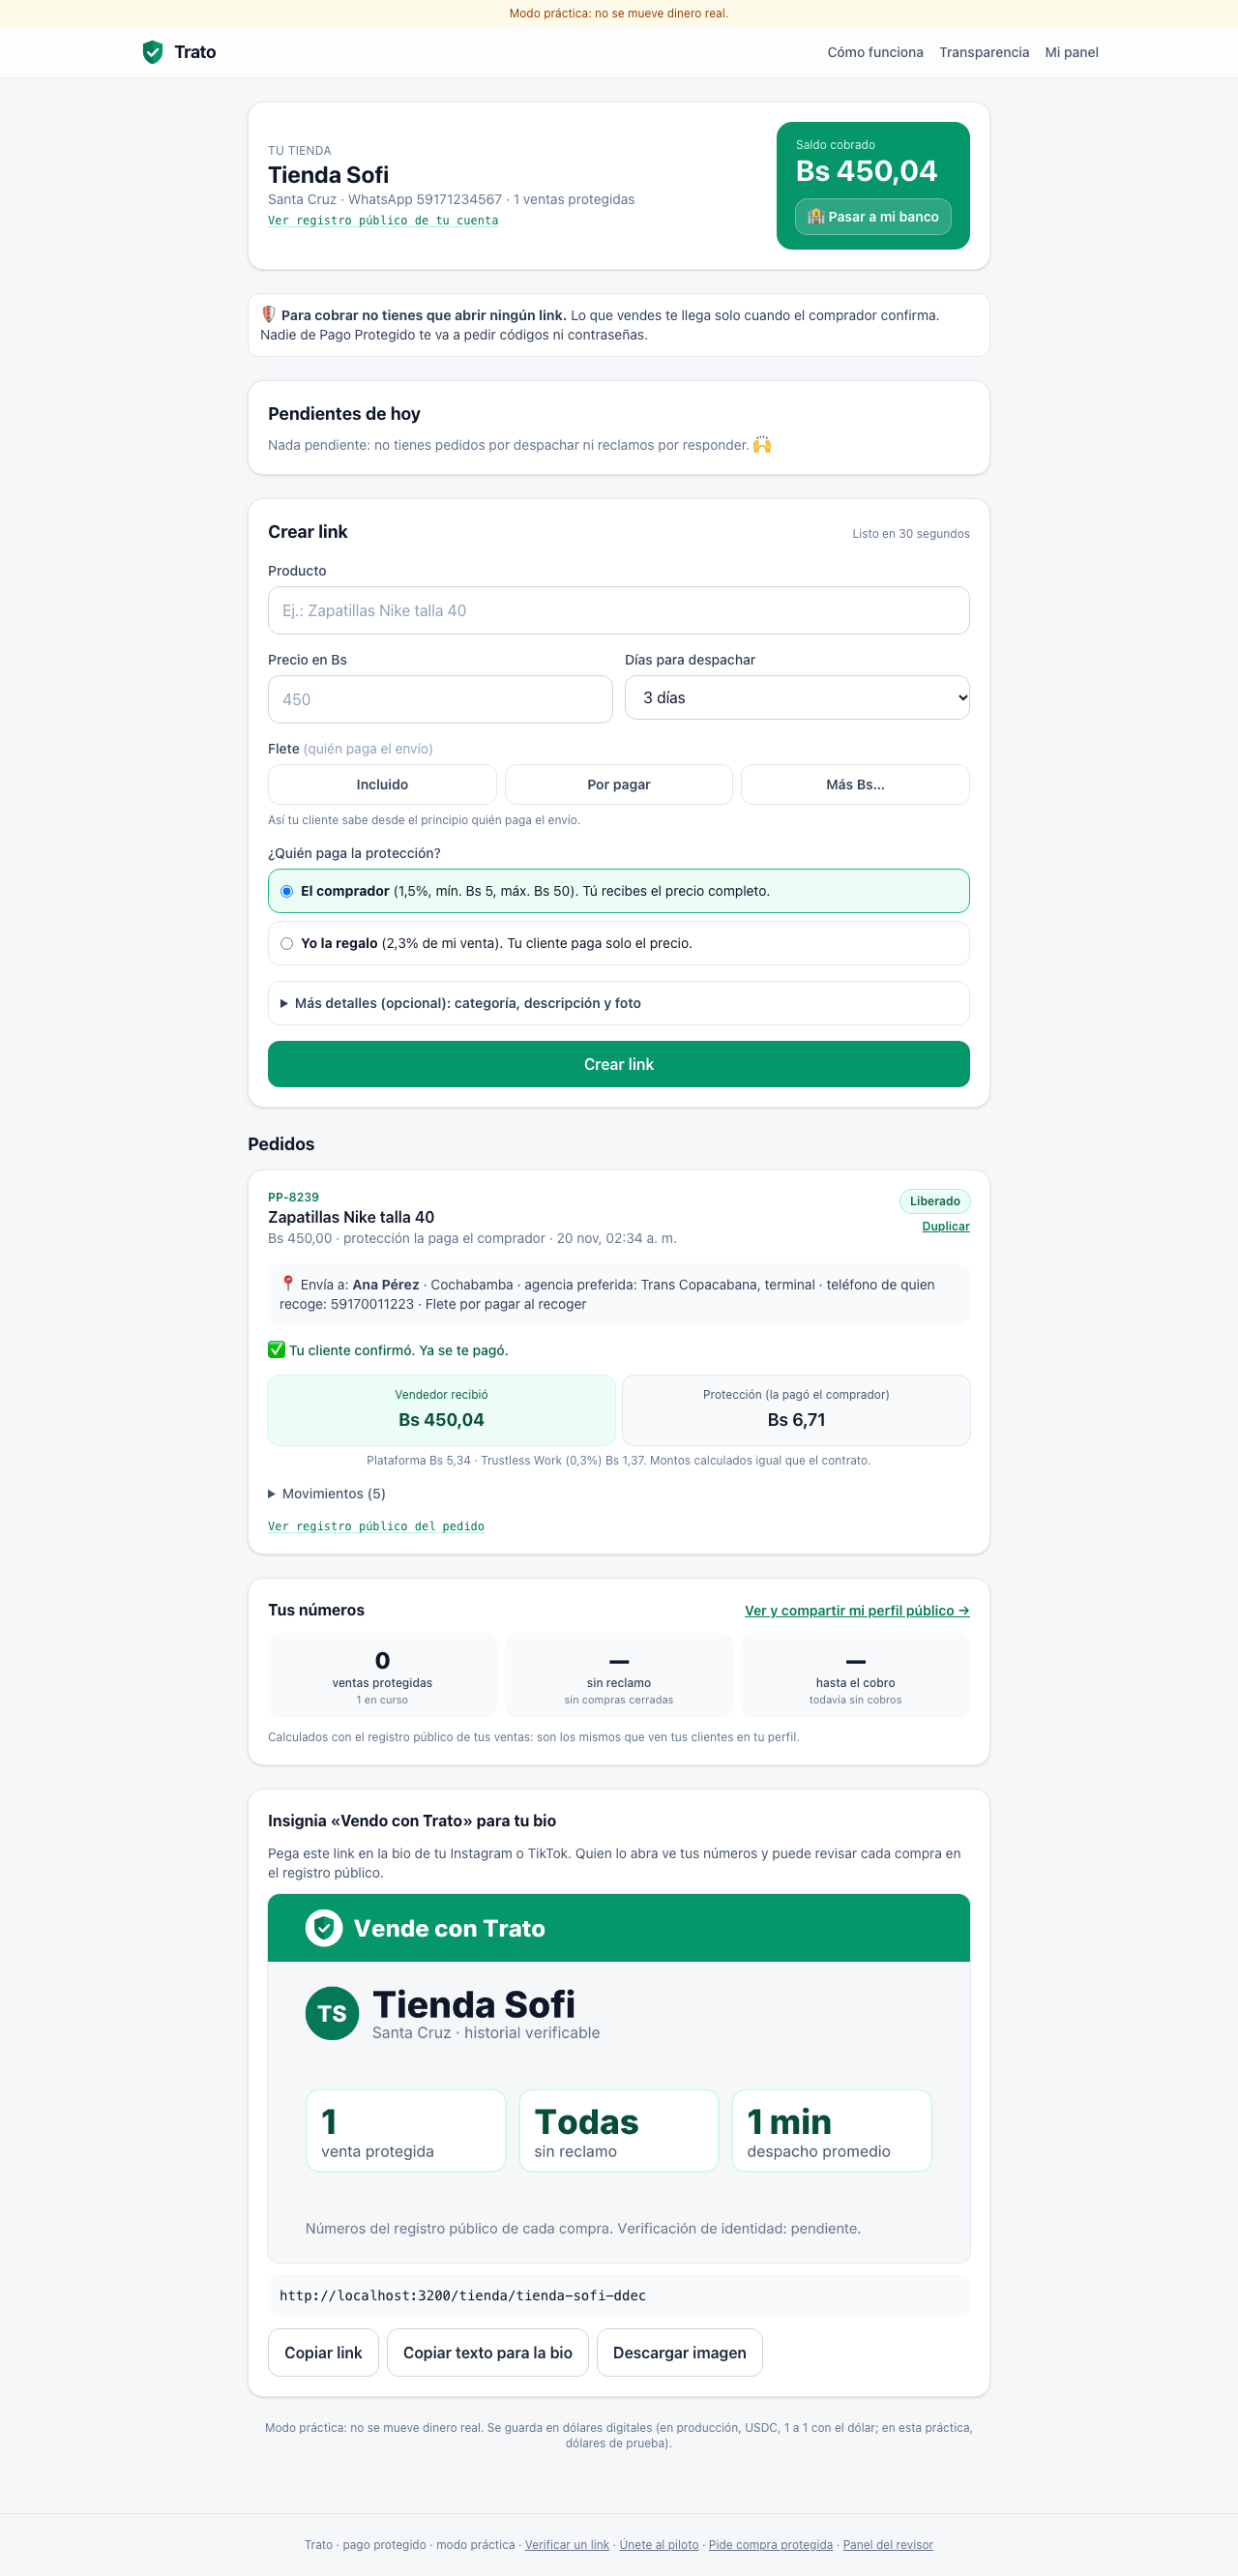 Modo práctica: no se mueve dinero real.
Trato
Cómo funciona Transparencia Mi panel
TU TIENDA
Tienda Sofi
Santa Cruz · WhatsApp 59171234567 · 1 ventas protegidas
Ver registro público de tu cuenta
Saldo cobrado
Bs 450,04
🏦 Pasar a mi banco
🛡️ Para cobrar no tienes que abrir ningún link. Lo que vendes te llega solo cuando el comprador confirma.
Nadie de Pago Protegido te va a pedir códigos ni contraseñas.
Pendientes de hoy
Nada pendiente: no tienes pedidos por despachar ni reclamos por responder. 🙌
Crear link
Listo en 30 segundos
Producto
Ej.: Zapatillas Nike talla 40
Precio en Bs
Días para despachar
450
3 días
Flete (quién paga el envío)
Incluido
Por pagar
Más Bs...
Así tu cliente sabe desde el principio quién paga el envío.
¿Quién paga la protección?
El comprador (1,5%, mín. Bs 5, máx. Bs 50). Tú recibes el precio completo.
Yo la regalo (2,3% de mi venta). Tu cliente paga solo el precio.
▶ Más detalles (opcional): categoría, descripción y foto
Crear link
Pedidos
PP-8239
Zapatillas Nike talla 40
Bs 450,00 · protección la paga el comprador · 20 nov, 02:34 a. m.
Liberado
Duplicar
📍 Envía a: Ana Pérez · Cochabamba · agencia preferida: Trans Copacabana, terminal · teléfono de quien
recoge: 59170011223 · Flete por pagar al recoger
✅ Tu cliente confirmó. Ya se te pagó.
Vendedor recibió
Bs 450,04
Protección (la pagó el comprador)
Bs 6,71
Plataforma Bs 5,34 · Trustless Work (0,3%) Bs 1,37. Montos calculados igual que el contrato.
▶ Movimientos (5)
Ver registro público del pedido
Tus números
Ver y compartir mi perfil público →
0
ventas protegidas
1 en curso
—
sin reclamo
sin compras cerradas
—
hasta el cobro
todavía sin cobros
Calculados con el registro público de tus ventas: son los mismos que ven tus clientes en tu perfil.
Insignia «Vendo con Trato» para tu bio
Pega este link en la bio de tu Instagram o TikTok. Quien lo abra ve tus números y puede revisar cada compra en
el registro público.
Vende con Trato
TS
Tienda Sofi
Santa Cruz · historial verificable
1
venta protegida
Todas
sin reclamo
1 min
despacho promedio
Números del registro público de cada compra. Verificación de identidad: pendiente.
http://localhost:3200/tienda/tienda-sofi-ddec
Copiar link
Copiar texto para la bio
Descargar imagen
Modo práctica: no se mueve dinero real. Se guarda en dólares digitales (en producción, USDC, 1 a 1 con el dólar; en esta práctica,
dólares de prueba).
Trato · pago protegido · modo práctica · Verificar un link · Únete al piloto · Pide compra protegida · Panel del revisor